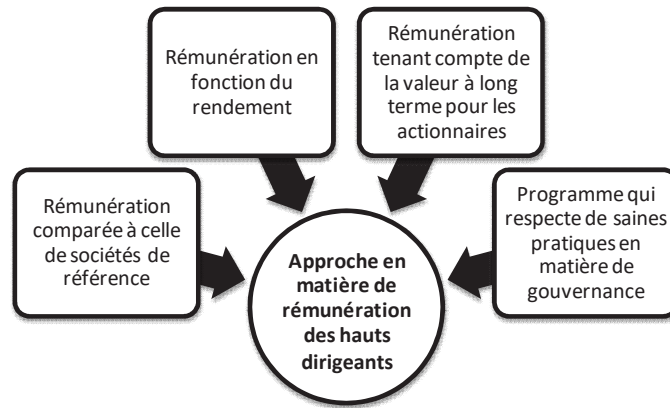 Rémunération en
fonction du
rendement
Rémunération
tenant compte de
la valeur à long
terme pour les
actionnaires
Rémunération
comparée à celle
de sociétés de
référence
Programme qui
respecte de saines
pratiques en
matière de
gouvernance
Approche en
matière de
rémunération
des hauts
dirigeants